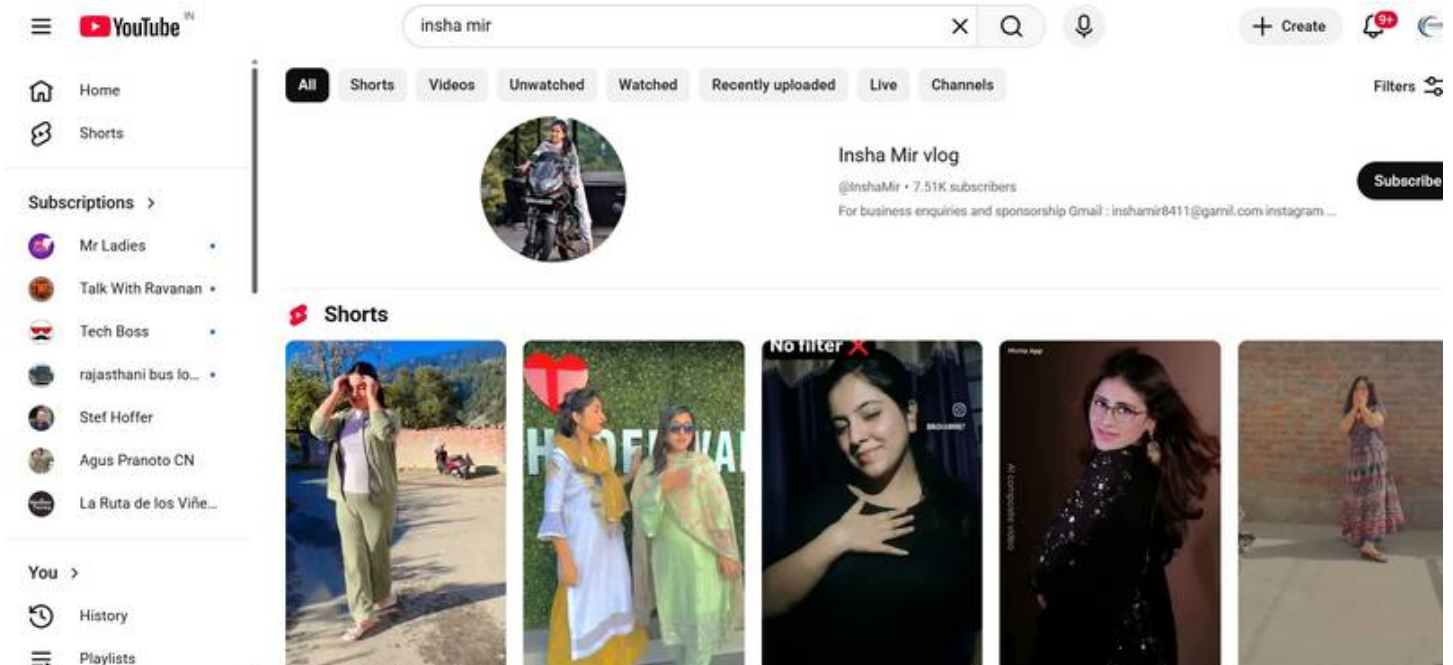 YouTube IN
insha mir
Create
9+
Home
Shorts
Subscriptions
Mr Ladies
Talk With Ravanan
Tech Boss
rajasthani bus lo...
Stef Hoffer
Agus Pranoto CN
La Ruta de los Viñe...
You
History
Playlists
All
Shorts
Videos
Unwatched
Watched
Recently uploaded
Live
Channels
Filters
Insha Mir vlog
@InshaMir • 7.51K subscribers
For business enquiries and sponsorship Gmail : inshamir8411@gamil.com instagram ...
Subscribe
Shorts
No filter